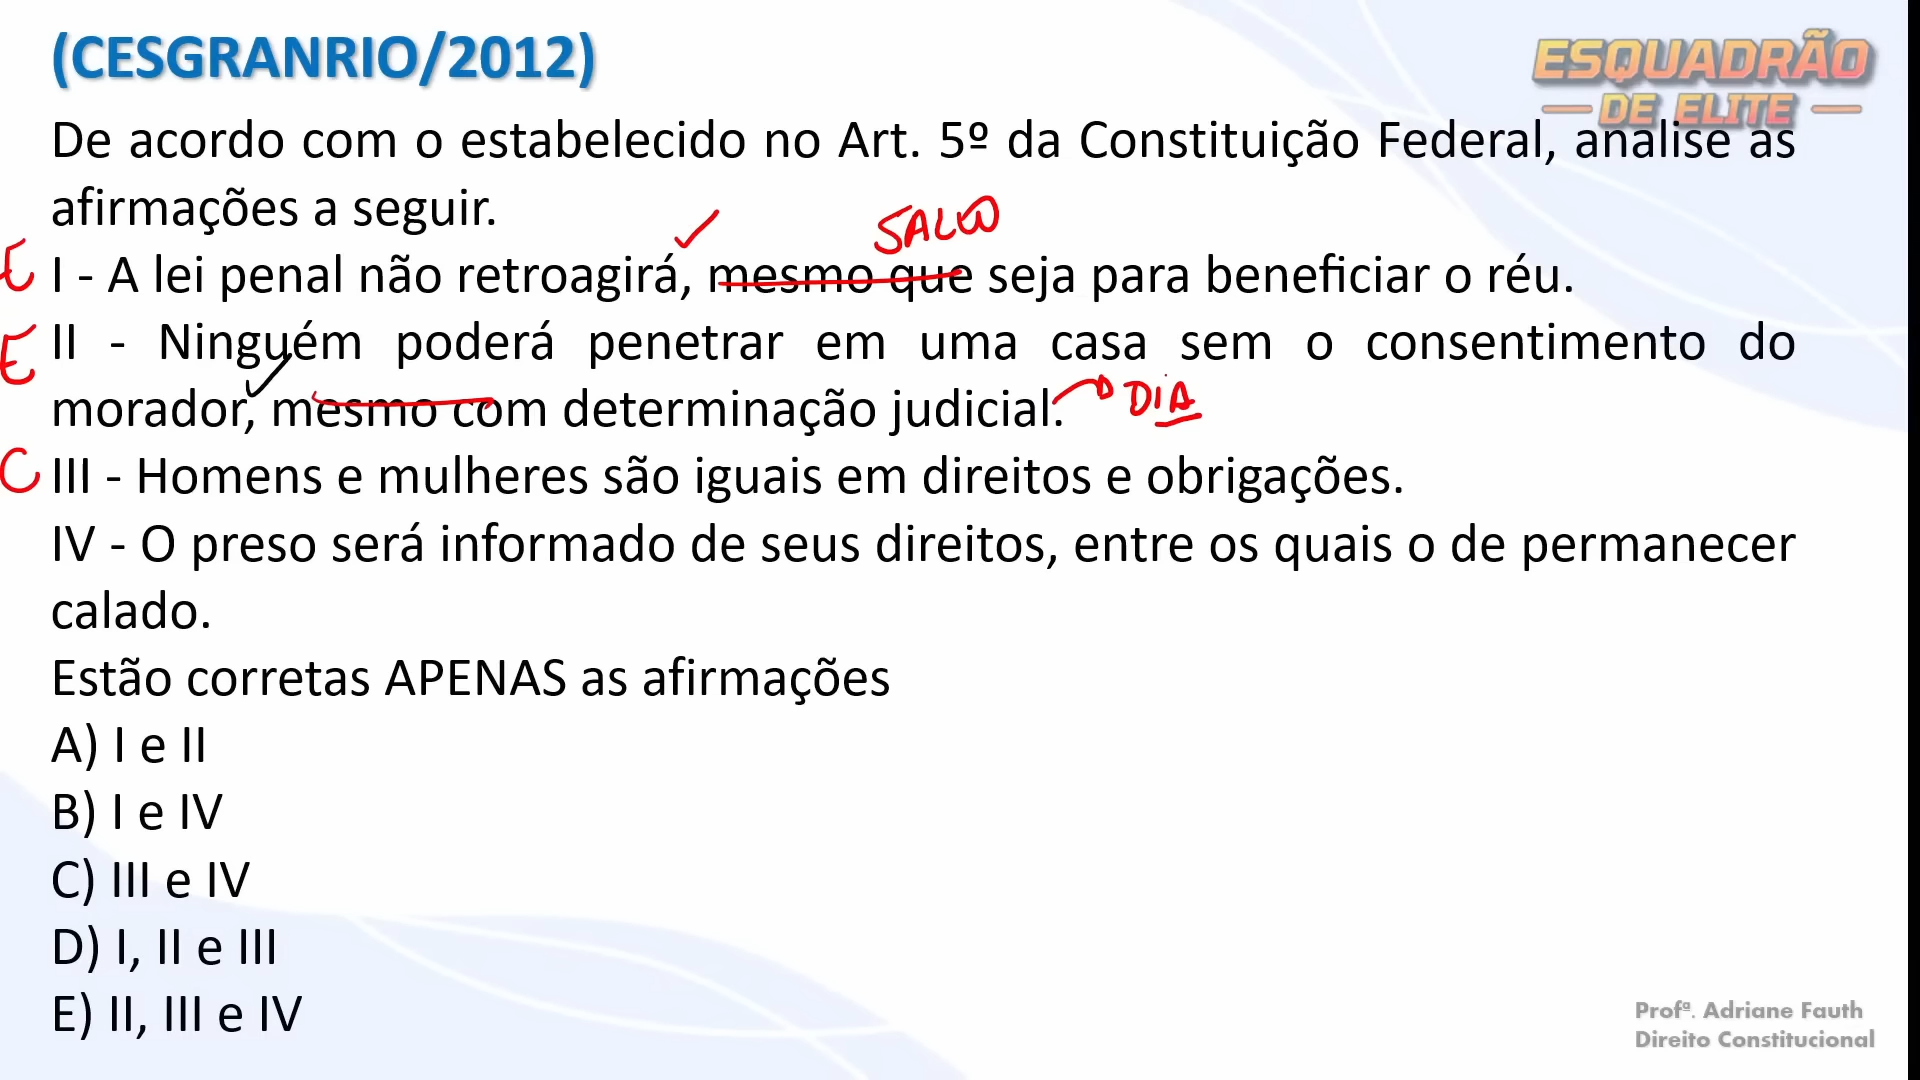 (CESGRANRIO/2012)
ESQUADRÃO
DE ELITE
De acordo com o estabelecido no Art. 5º da Constituição Federal, analise as
afirmações a seguir.
SALVO
E I - A lei penal não retroagirá, mesmo que seja para beneficiar o réu.
E II - Ninguém poderá penetrar em uma casa sem o consentimento do
morador, mesmo com determinação judicial. DIA
C III - Homens e mulheres são iguais em direitos e obrigações.
IV - O preso será informado de seus direitos, entre os quais o de permanecer
calado.
Estão corretas APENAS as afirmações
A) I e II
B) I e IV
C) III e IV
D) I, II e III
E) II, III e IV
Profª. Adriane Fauth
Direito Constitucional